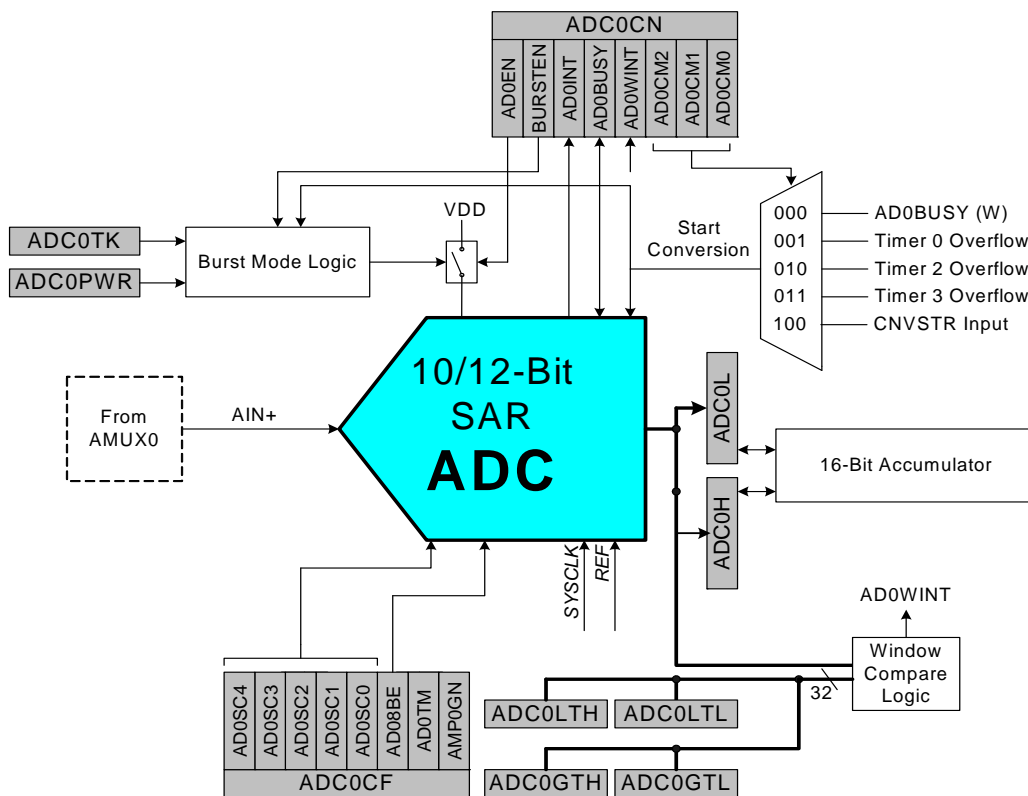 ADC0CN
AD0EN
BURSTEN
AD0INT
AD0BUSY
AD0WINT
AD0CM2
AD0CM1
AD0CM0
VDD
Start
Conversion
000
AD0BUSY (W)
001
Timer 0 Overflow
010
Timer 2 Overflow
011
Timer 3 Overflow
100
CNVSTR Input
ADC0TK
ADC0PWR
Burst Mode Logic
From
AMUX0
AIN+
10/12-Bit
SAR
ADC
ADC0L
ADC0H
16-Bit Accumulator
SYSCLK
REF
AD0WINT
Window
Compare
Logic
32
AD0SC4
AD0SC3
AD0SC2
AD0SC1
AD0SC0
AD08BE
AD0TM
AMP0GN
ADC0CF
ADC0LTH
ADC0LTL
ADC0GTH
ADC0GTL